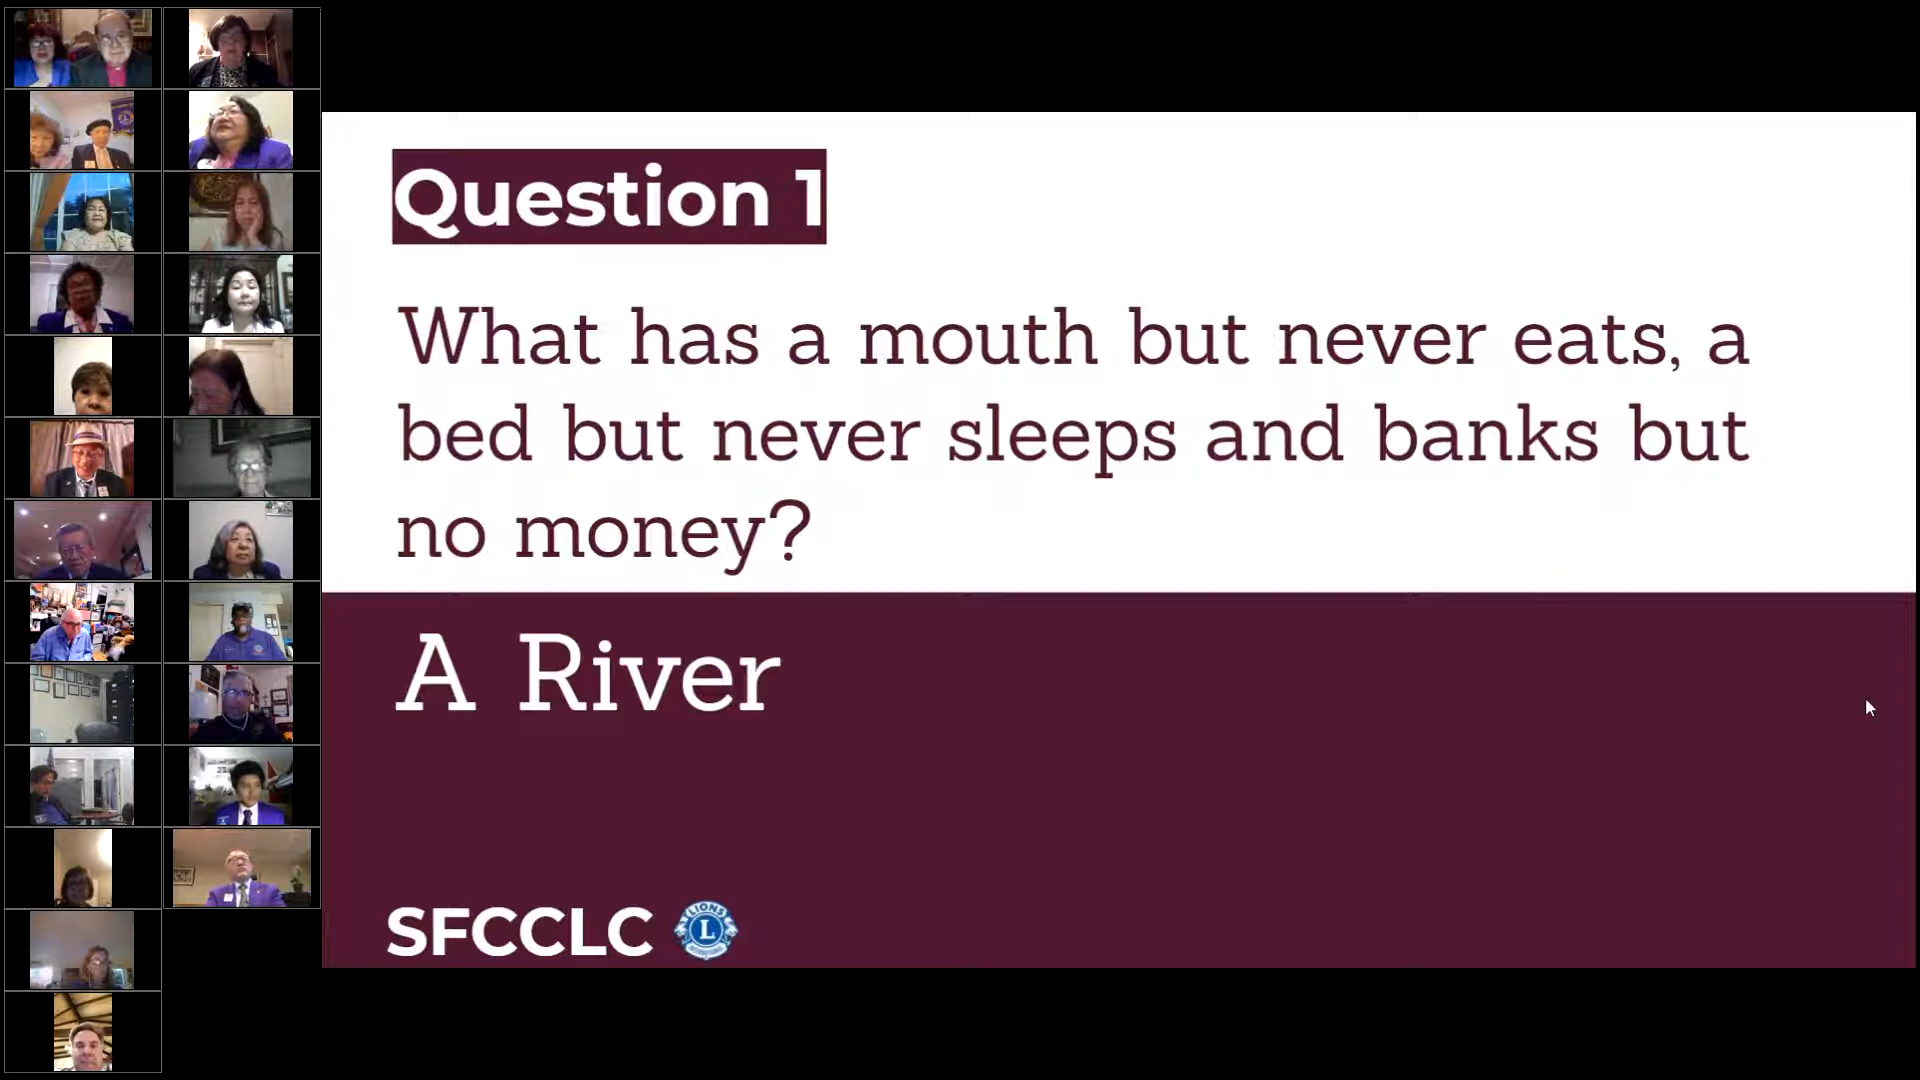 Question 1
What has a mouth but never eats, a
bed but never sleeps and banks but
no money?
A River
SFCCLC
LIONS
L
INTERNATIONAL